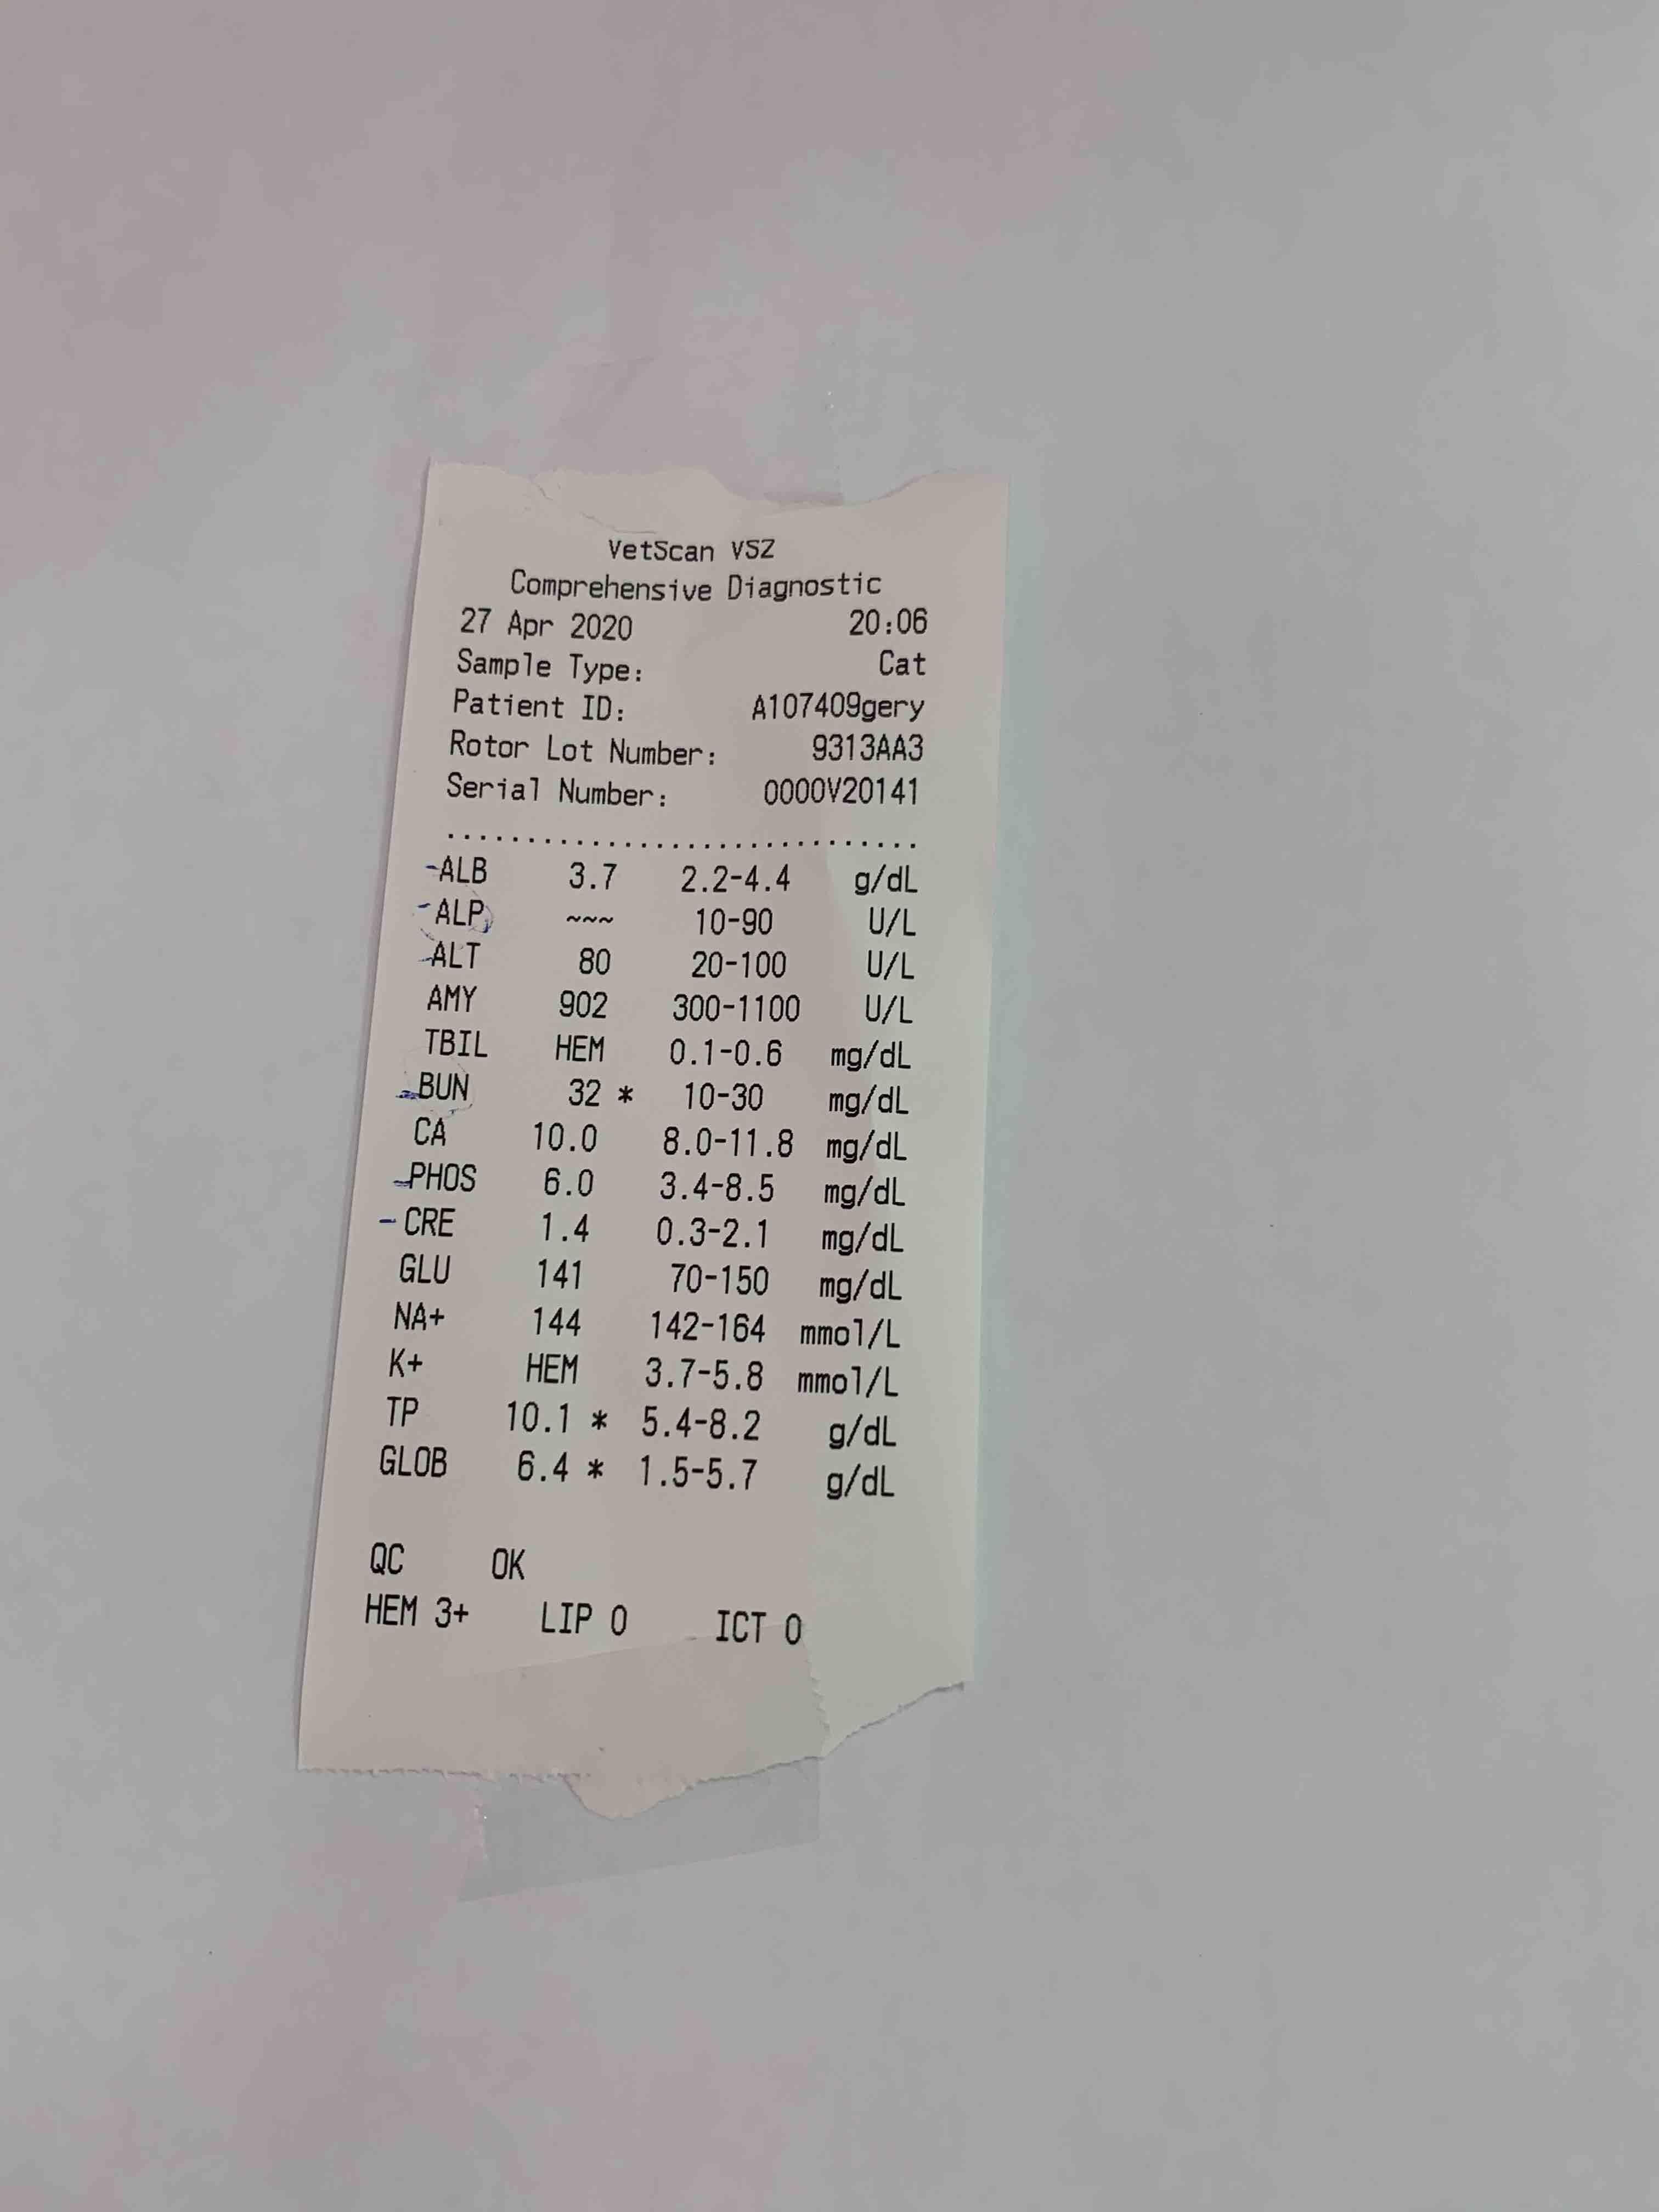 VetScan VS2
Comprehensive Diagnostic
27 Apr 2020 20:06
Sample Type: Cat
Patient ID: A107409gery
Rotor Lot Number: 9313AA3
Serial Number: 0000V20141
................................
-ALB 3.7 2.2-4.4 g/dL
-ALP ~~~ 10-90 U/L
-ALT 80 20-100 U/L
AMY 902 300-1100 U/L
TBIL HEM 0.1-0.6 mg/dL
-BUN 32 * 10-30 mg/dL
CA 10.0 8.0-11.8 mg/dL
-PHOS 6.0 3.4-8.5 mg/dL
- CRE 1.4 0.3-2.1 mg/dL
GLU 141 70-150 mg/dL
NA+ 144 142-164 mmol/L
K+ HEM 3.7-5.8 mmol/L
TP 10.1 * 5.4-8.2 g/dL
GLOB 6.4 * 1.5-5.7 g/dL
QC OK
HEM 3+ LIP 0 ICT 0